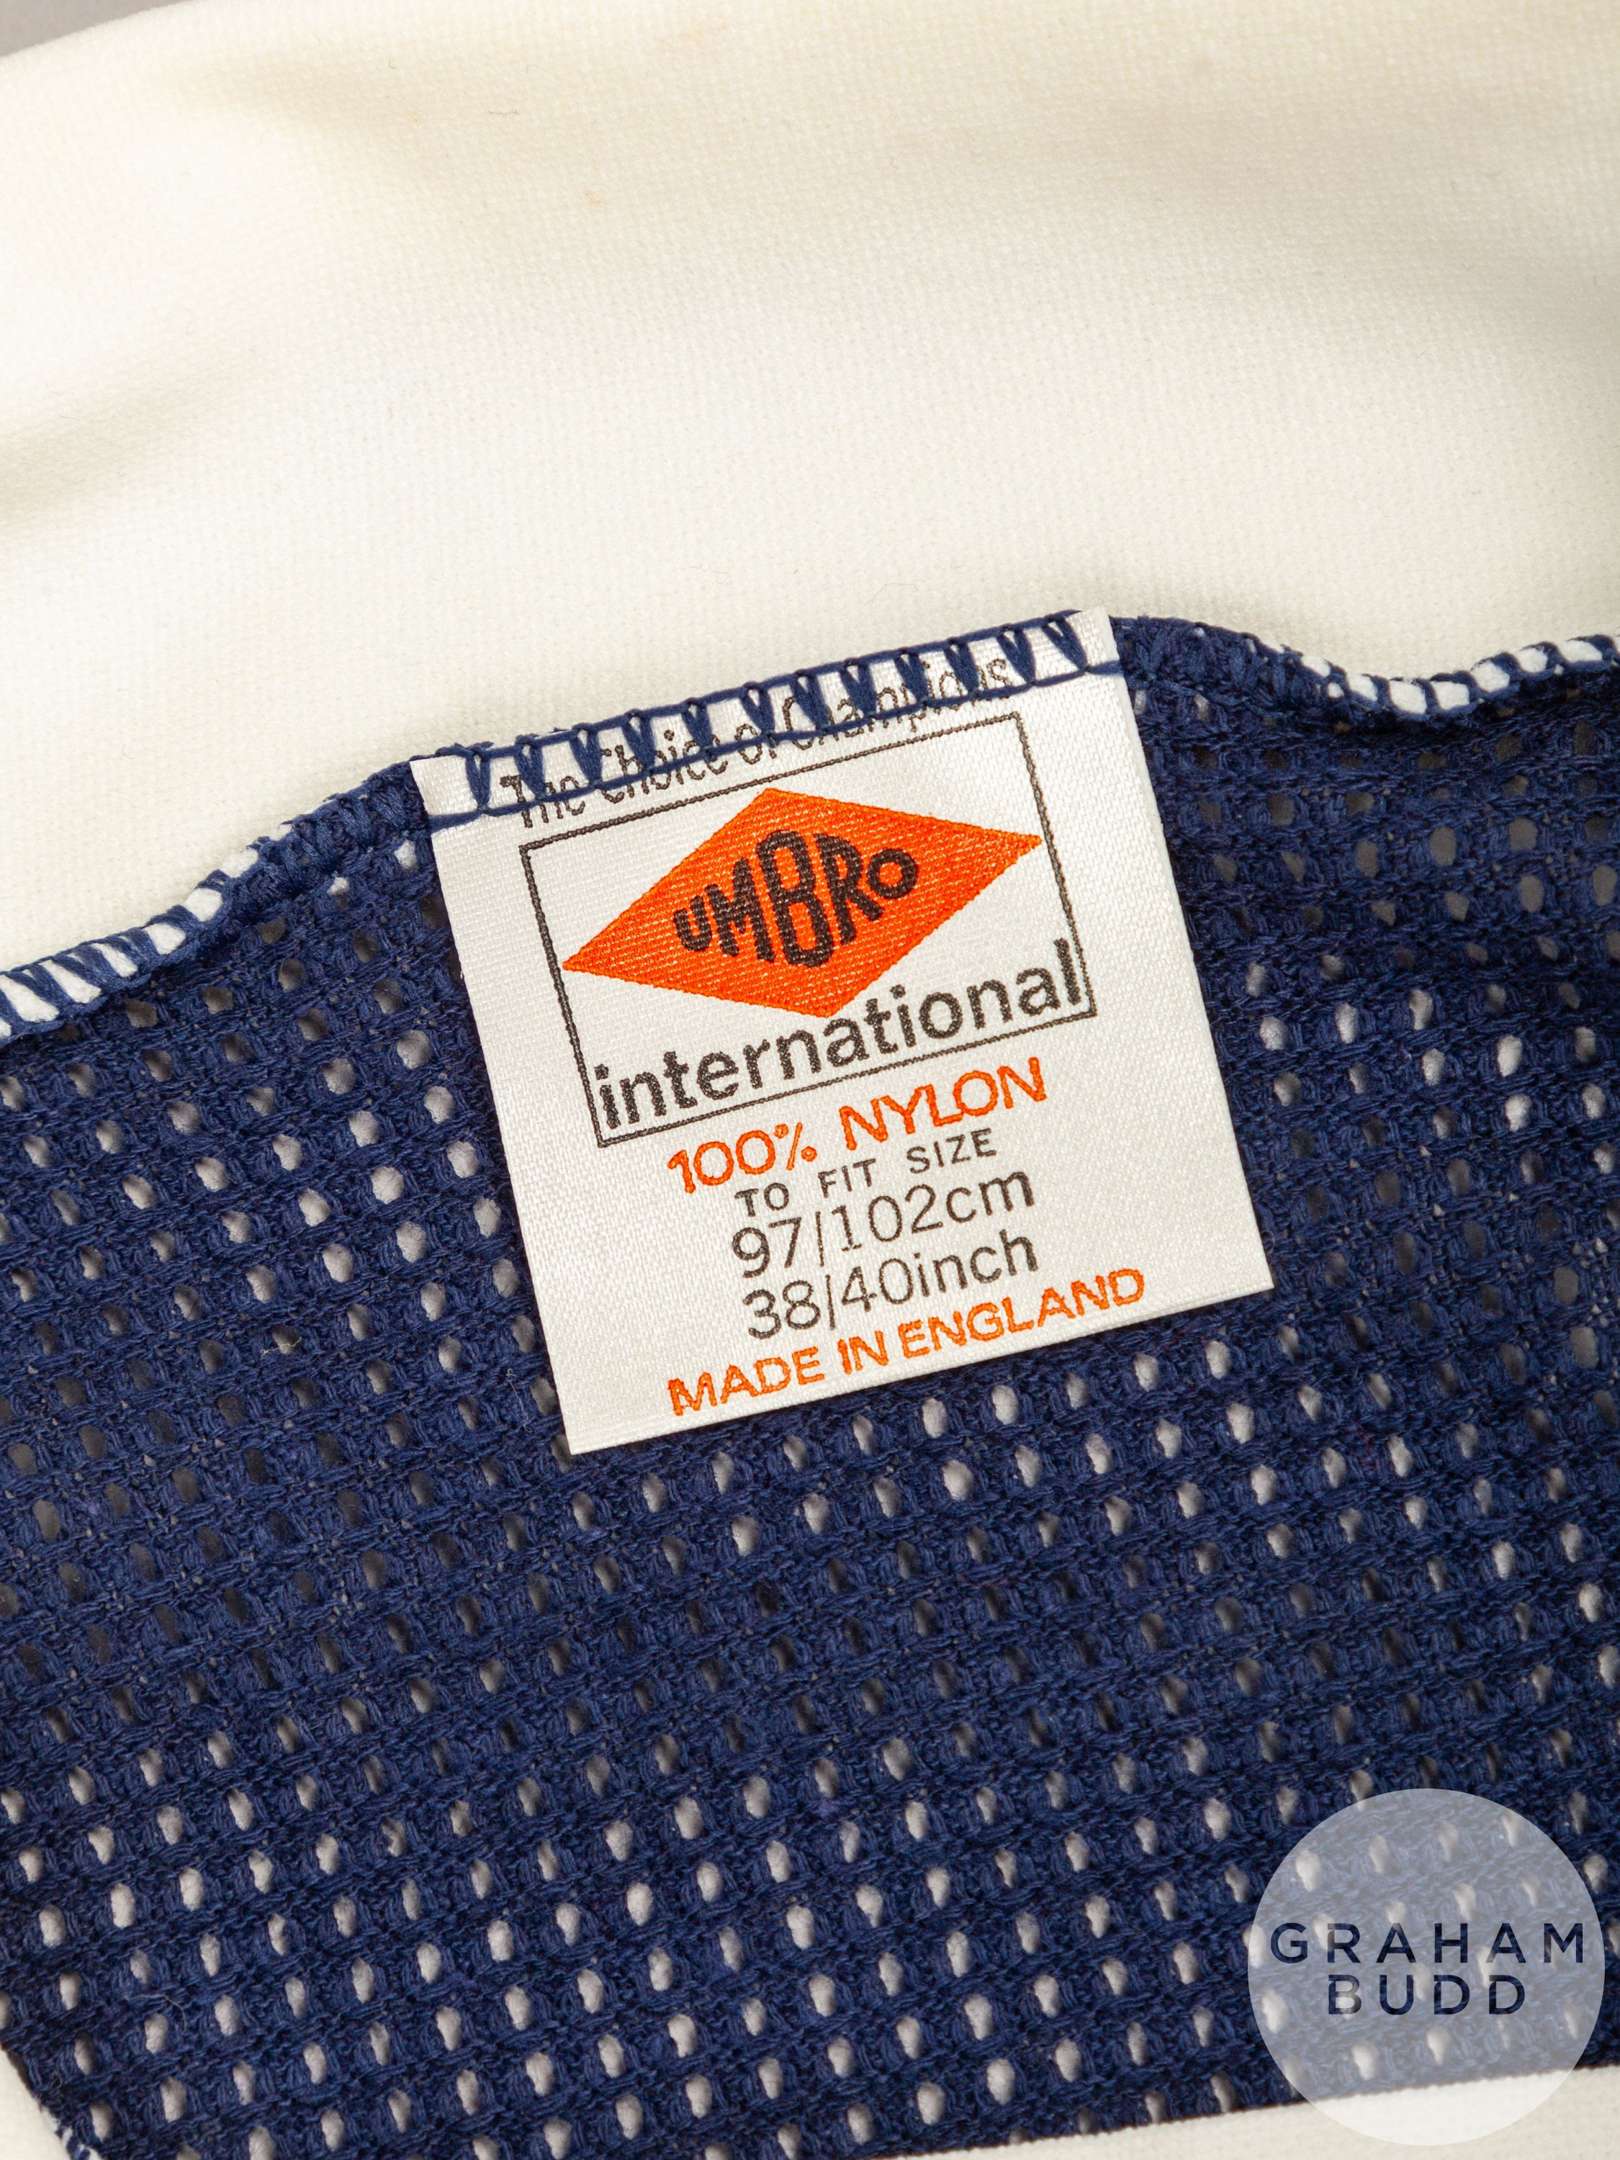 The Choice of Champions
UMBRO
international
100% NYLON
TO FIT SIZE
97/102cm
38/40inch
MADE IN ENGLAND
GRAHAM
BUDD